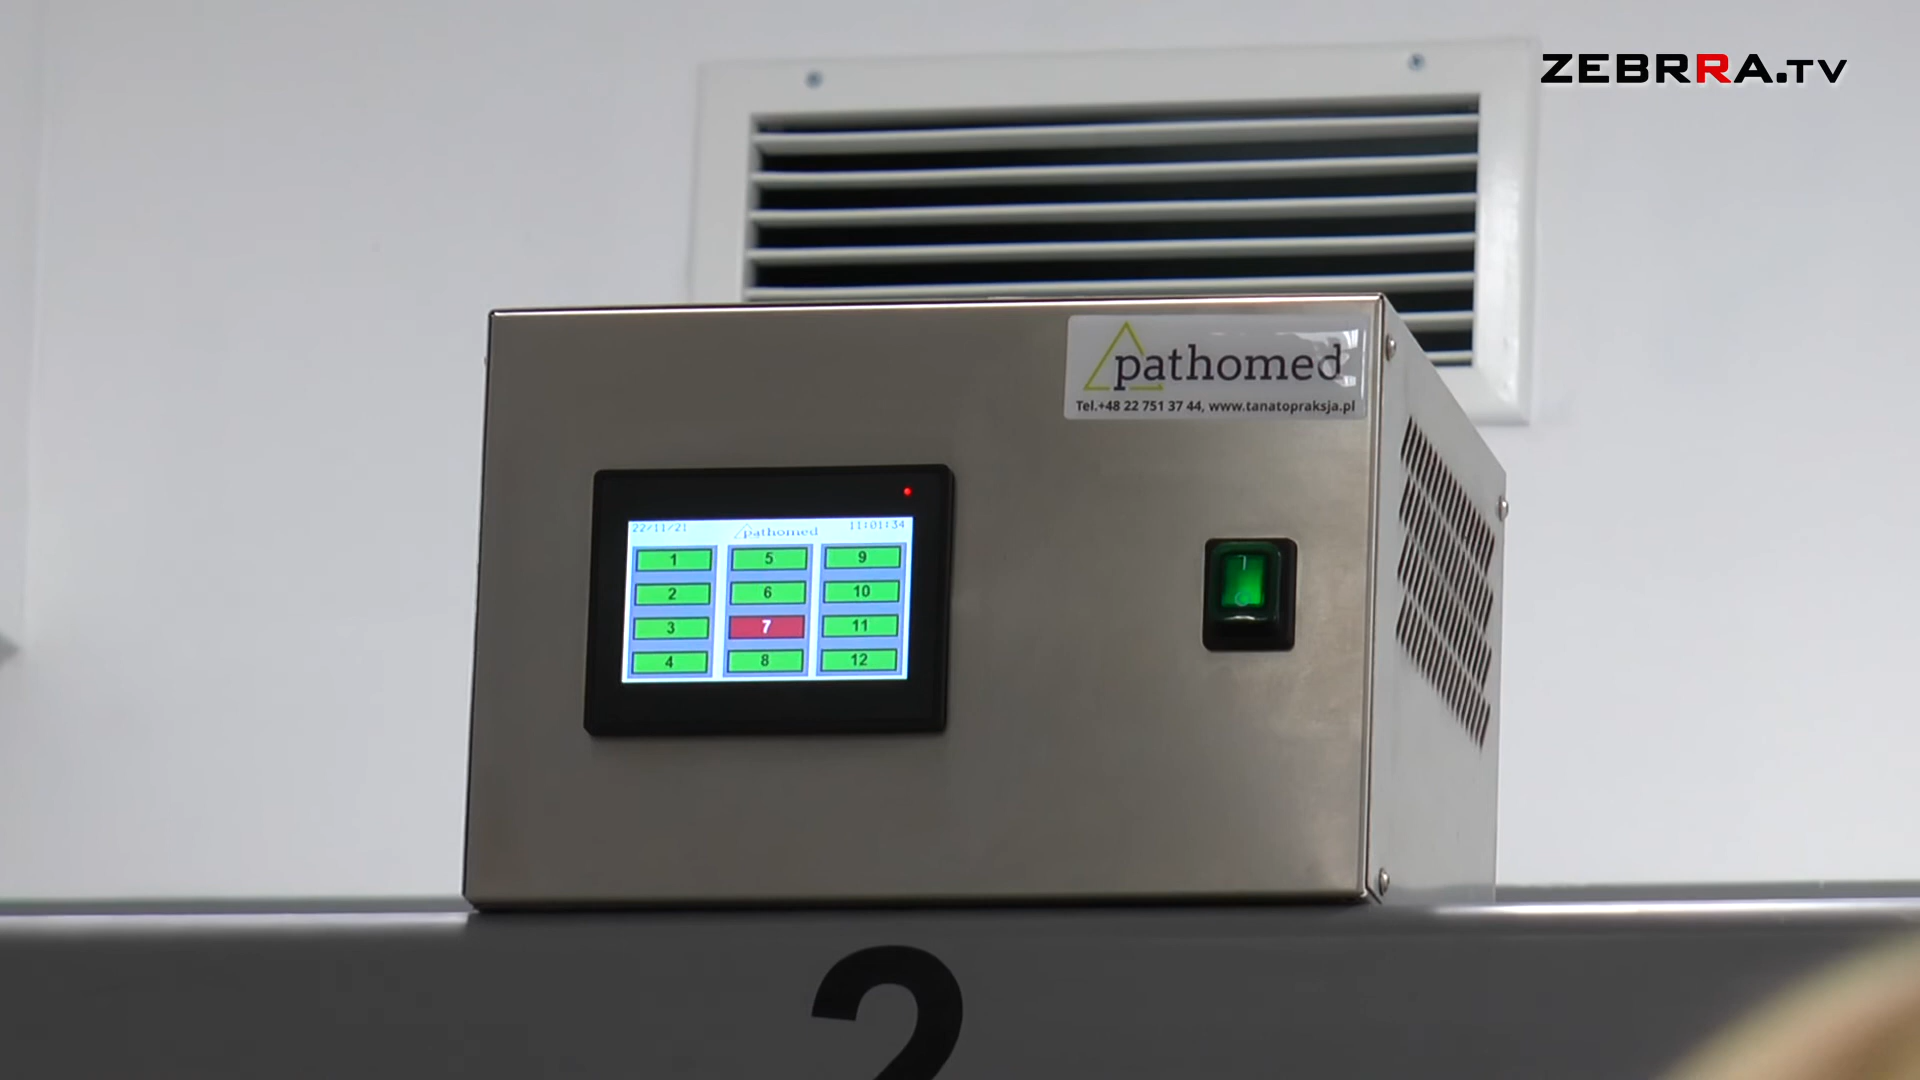 ZEBRRA.TV
pathomed
Tel.+48 22 751 37 44, www.tanatopraksja.pl
22/11/21 pathomed 11:01:34
1 5 9
2 6 10
3 7 11
4 8 12
2